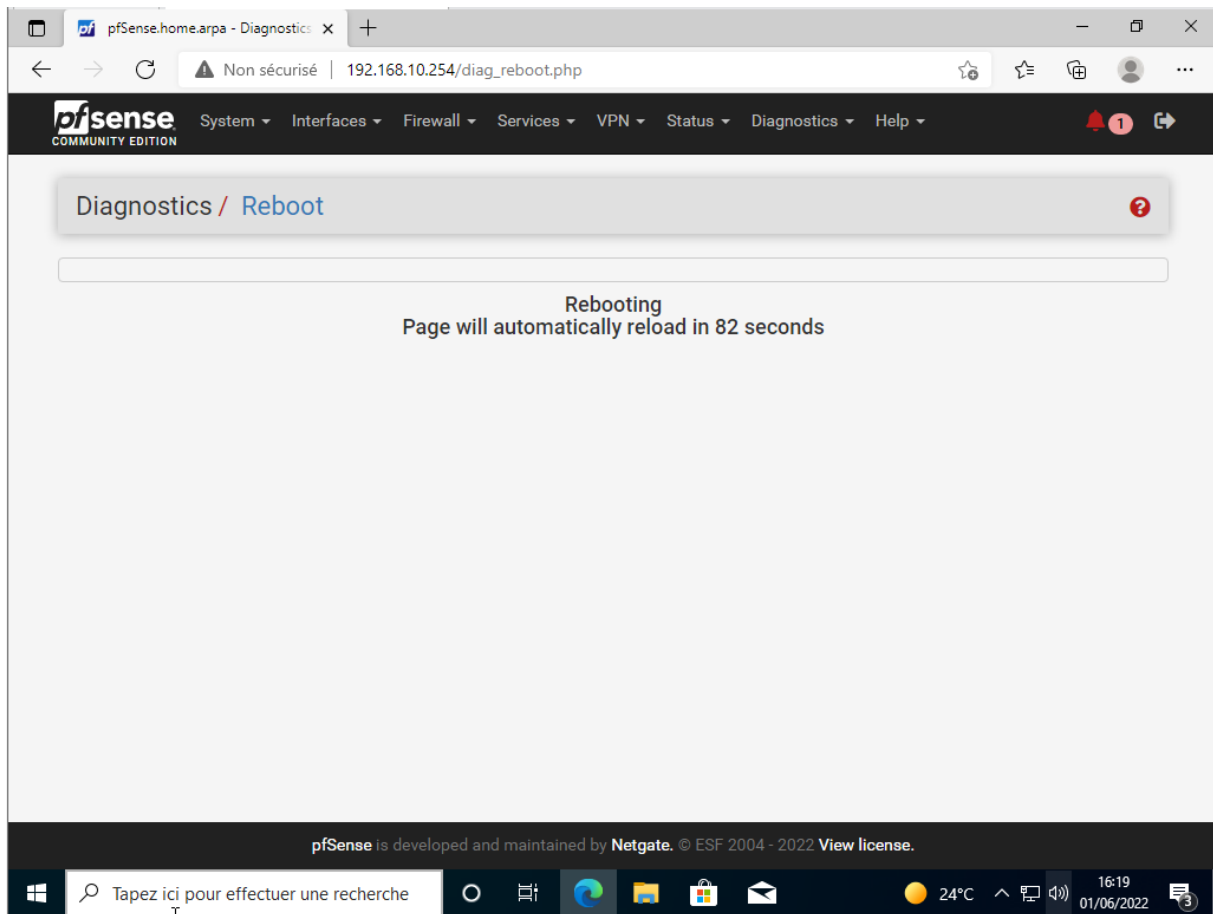 pfSense.home.arpa - Diagnostics
Non sécurisé | 192.168.10.254/diag_reboot.php
pfsense COMMUNITY EDITION
System Interfaces Firewall Services VPN Status Diagnostics Help 1
Diagnostics / Reboot
Rebooting
Page will automatically reload in 82 seconds
pfSense is developed and maintained by Netgate. © ESF 2004 - 2022 View license.
Tapez ici pour effectuer une recherche 24°C 16:19
01/06/2022 3